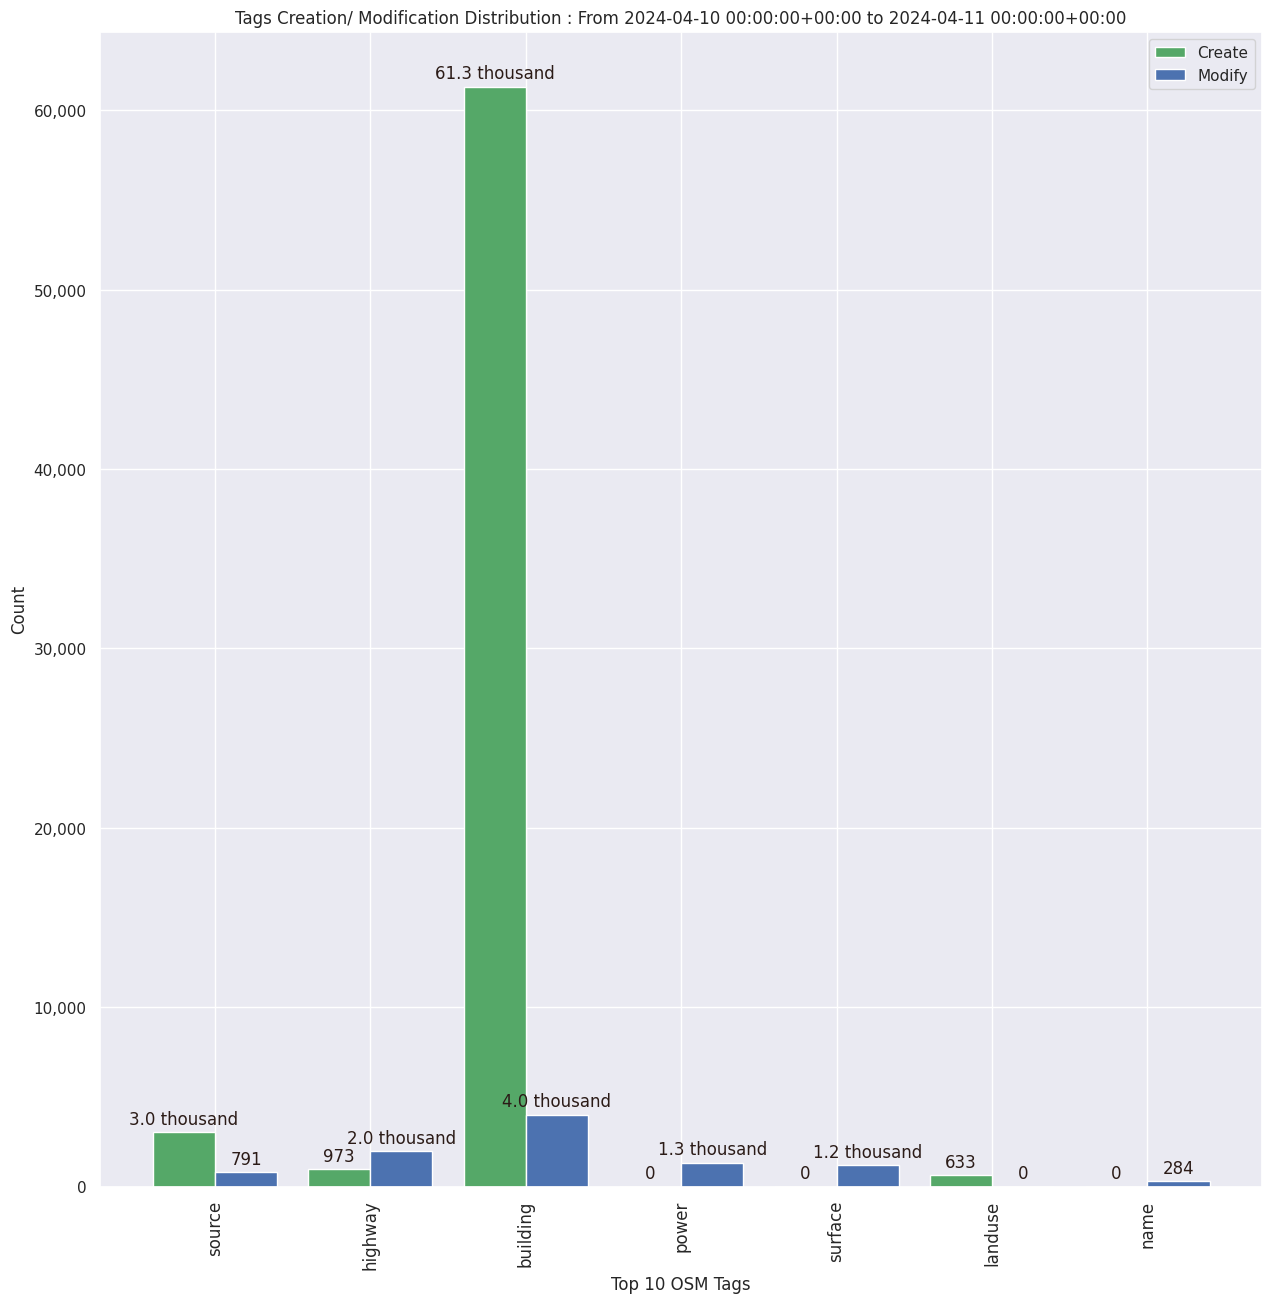 Tags Creation/ Modification Distribution : From 2024-04-10 00:00:00+00:00 to 2024-04-11 00:00:00+00:00
Create
Modify
Count
60,000
50,000
40,000
30,000
20,000
10,000
0
3.0 thousand
791
973
2.0 thousand
61.3 thousand
4.0 thousand
0
1.3 thousand
0
1.2 thousand
633
0
0
284
source
highway
building
power
surface
landuse
name
Top 10 OSM Tags